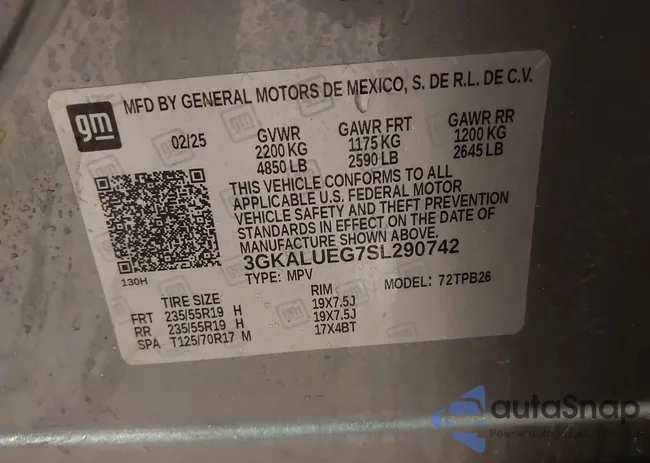 gm
MFD BY GENERAL MOTORS DE MEXICO, S. DE R.L. DE C.V.
02/25 GVWR GAWR FRT GAWR RR
2200 KG 1175 KG 1200 KG
4850 LB 2590 LB 2645 LB
THIS VEHICLE CONFORMS TO ALL
APPLICABLE U.S. FEDERAL MOTOR
VEHICLE SAFETY AND THEFT PREVENTION
STANDARDS IN EFFECT ON THE DATE OF
MANUFACTURE SHOWN ABOVE.
3GKALUEG7SL290742
130H TYPE: MPV MODEL: 72TPB26
TIRE SIZE RIM
FRT 235/55R19 H 19X7.5J
RR 235/55R19 H 19X7.5J
SPA T125/70R17 M 17X4BT
autoSnap